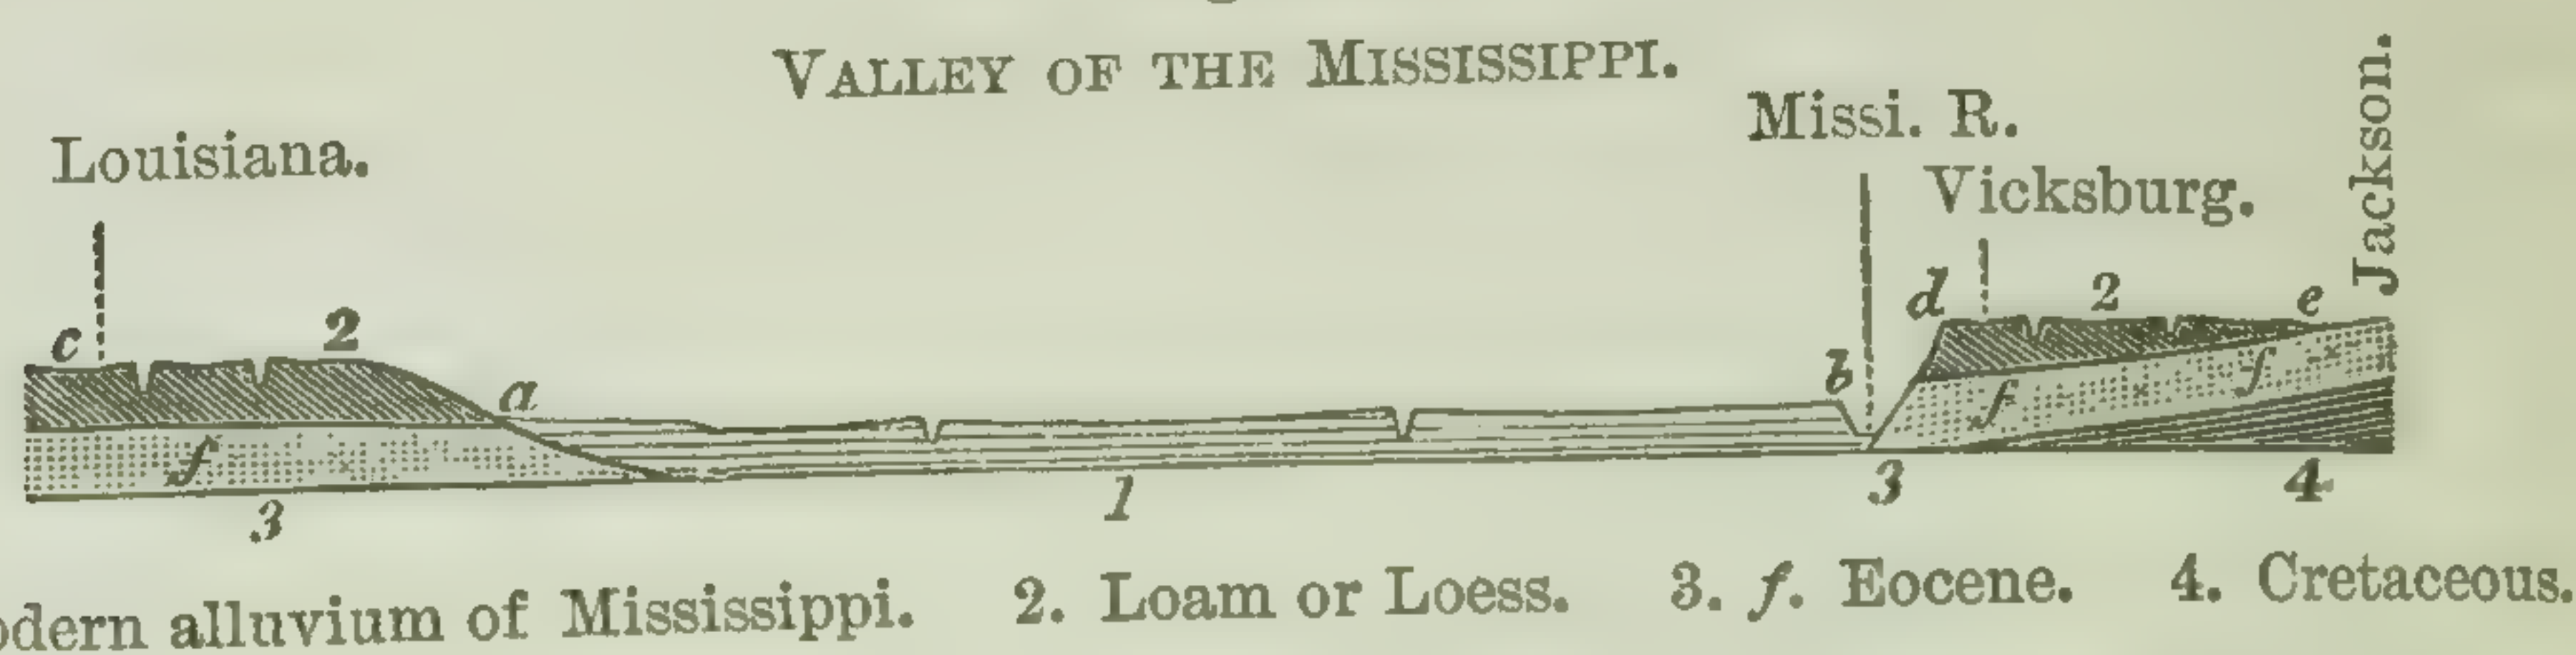 VALLEY OF THE MISSISSIPPI.
Louisiana.
Missi. R.
Vicksburg.
Jackson.
c
2
a
b
d
2
e
f
f
f
3
1
3
4
alluvium of Mississippi. 2. Loam or Loess. 3. f. Eocene. 4. Cretaceous.